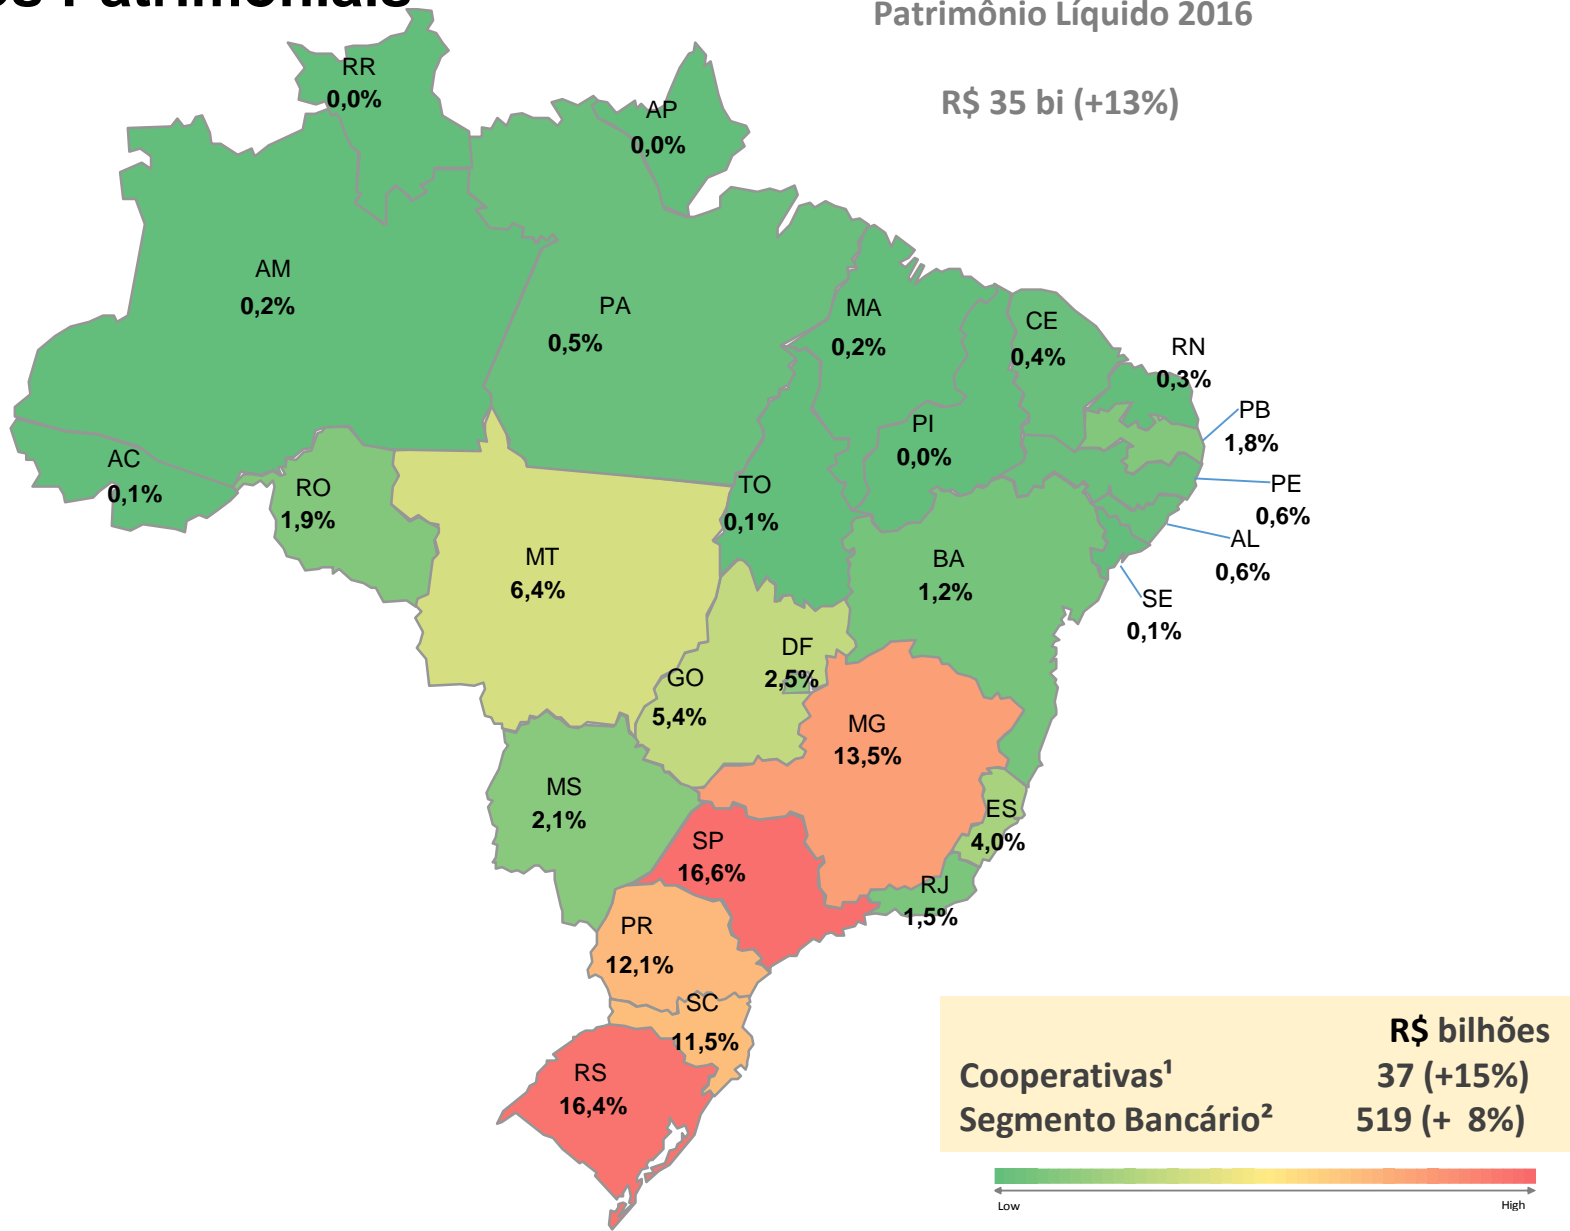 Patrimoniais
Patrimônio Líquido 2016
R$ 35 bi (+13%)
RR
0,0%
AP
0,0%
AM
0,2%
PA
0,5%
MA
0,2%
CE
0,4%
RN
0,3%
PB
1,8%
PI
0,0%
AC
0,1%
RO
1,9%
TO
0,1%
PE
0,6%
AL
0,6%
SE
0,1%
MT
6,4%
BA
1,2%
DF
2,5%
GO
5,4%
MG
13,5%
MS
2,1%
ES
4,0%
SP
16,6%
RJ
1,5%
PR
12,1%
SC
11,5%
RS
16,4%
R$ bilhões
Cooperativas¹ 37 (+15%)
Segmento Bancário² 519 (+ 8%)
Low High